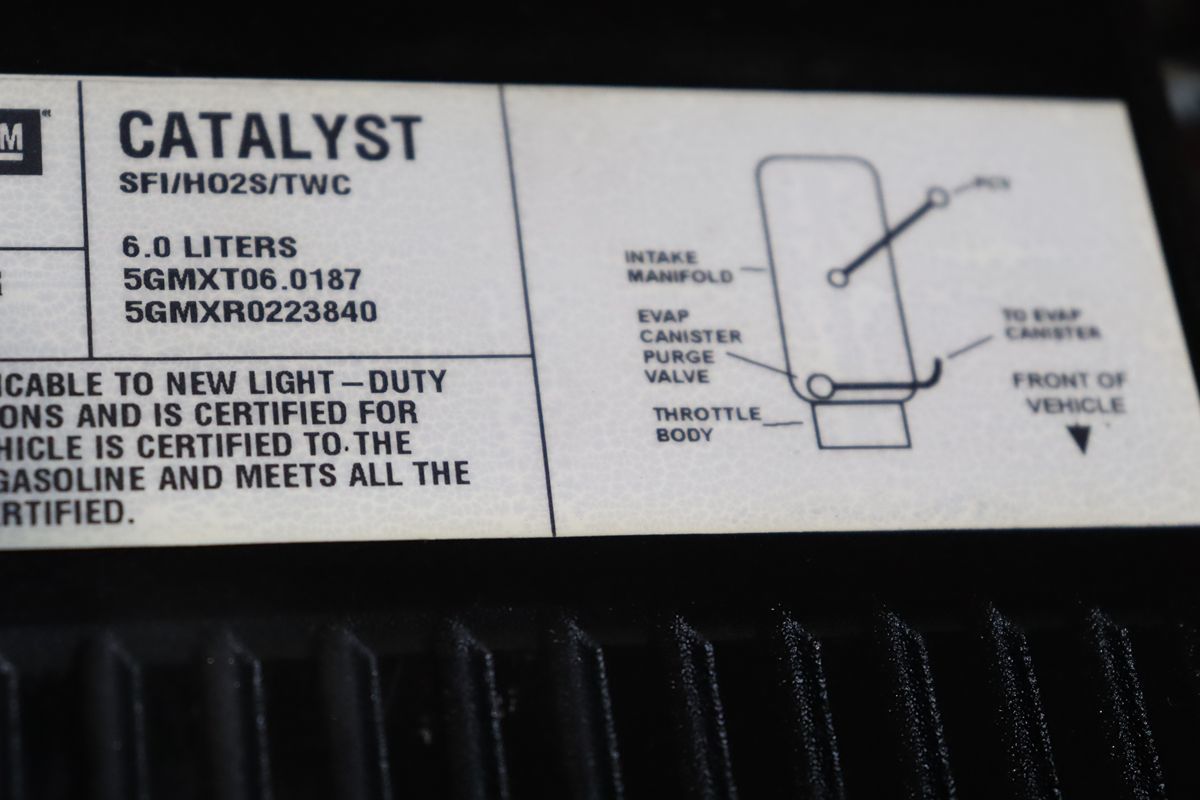 M
CATALYST
SFI/HO2S/TWC
6.0 LITERS
5GMXT06.0187
5GMXR0223840
ICABLE TO NEW LIGHT – DUTY
ONS AND IS CERTIFIED FOR
HICLE IS CERTIFIED TO THE
GASOLINE AND MEETS ALL THE
RTIFIED.
PCV
INTAKE
MANIFOLD
EVAP
CANISTER
PURGE
VALVE
THROTTLE
BODY
TO EVAP
CANISTER
FRONT OF
VEHICLE